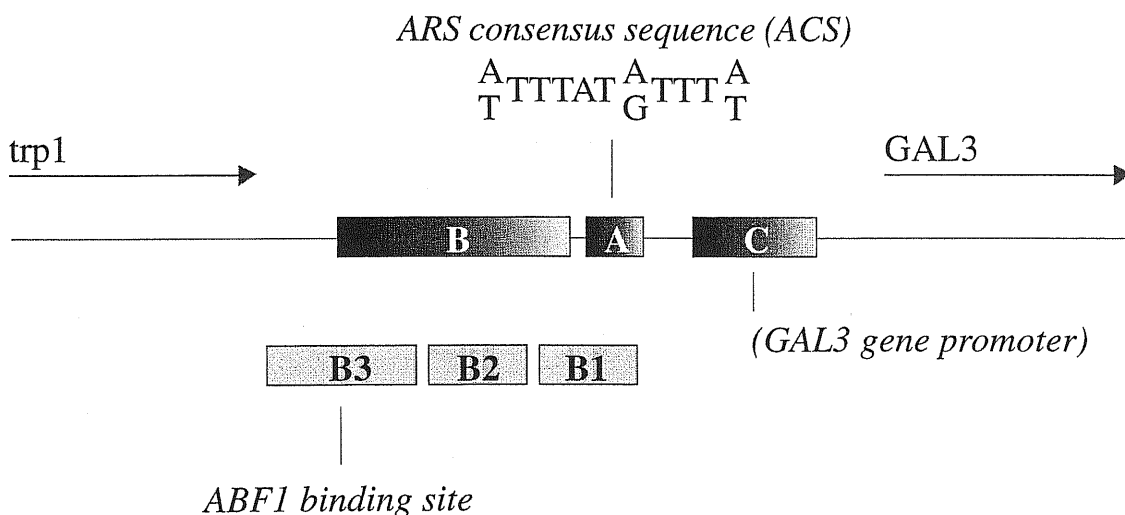 ARS consensus sequence (ACS)
A A A
TTTAT TTT
T G T
trp1 GAL3
B A C
(GAL3 gene promoter)
B3 B2 B1
ABF1 binding site